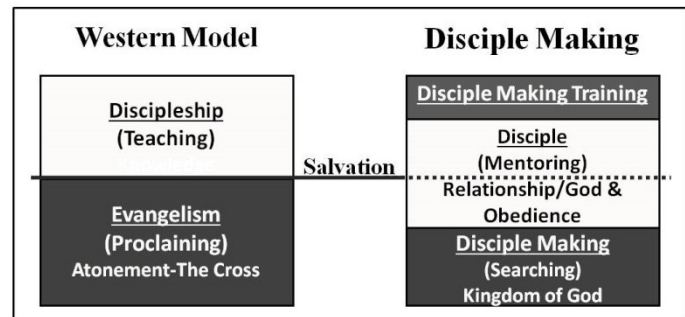 Western Model
Disciple Making
Discipleship
(Teaching)
Evangelism
(Proclaining)
Atonement-The Cross
Salvation
Disciple Making Training
Disciple
(Mentoring)
Relationship/God &
Obedience
Disciple Making
(Searching)
Kingdom of God